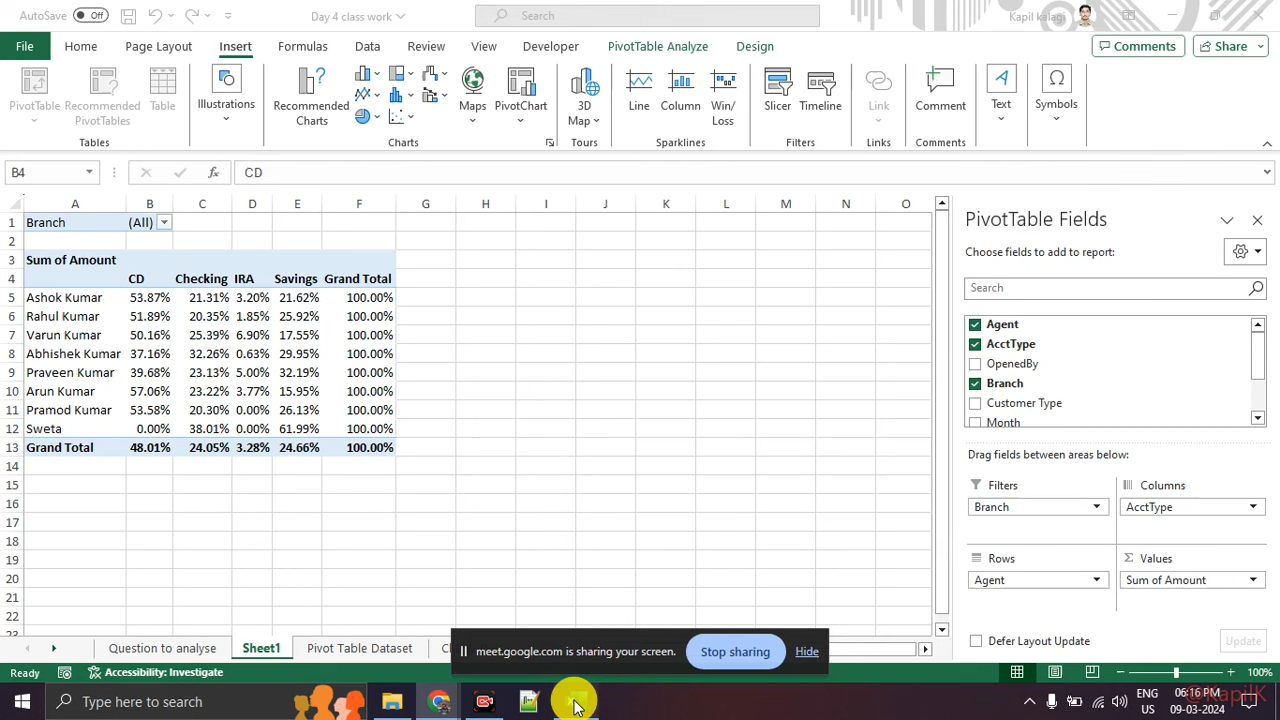 AutoSave Off Day 4 class work Search Kapil kalagi
File Home Page Layout Insert Formulas Data Review View Developer PivotTable Analyze Design Comments Share
PivotTable Recommended PivotTables Table Illustrations Recommended Charts Maps PivotChart 3D Map Line Column Win/Loss Slicer Timeline Link Comment Text Symbols
Tables Charts Tours Sparklines Filters Links Comments
B4 fx CD
A B C D E F G H I J K L M N O
1 Branch (All)
2
3 Sum of Amount
4 CD Checking IRA Savings Grand Total
5 Ashok Kumar 53.87% 21.31% 3.20% 21.62% 100.00%
6 Rahul Kumar 51.89% 20.35% 1.85% 25.92% 100.00%
7 Varun Kumar 50.16% 25.39% 6.90% 17.55% 100.00%
8 Abhishek Kumar 37.16% 32.26% 0.63% 29.95% 100.00%
9 Praveen Kumar 39.68% 23.13% 5.00% 32.19% 100.00%
10 Arun Kumar 57.06% 23.22% 3.77% 15.95% 100.00%
11 Pramod Kumar 53.58% 20.30% 0.00% 26.13% 100.00%
12 Sweta 0.00% 38.01% 0.00% 61.99% 100.00%
13 Grand Total 48.01% 24.05% 3.28% 24.66% 100.00%
14
15
16
17
18
19
20
21
22
23
PivotTable Fields
Choose fields to add to report:
Search
Agent
AcctType
OpenedBy
Branch
Customer Type
Month
Drag fields between areas below:
Filters Columns
Branch AcctType
Rows Σ Values
Agent Sum of Amount
Defer Layout Update Update
Question to analyse Sheet1 Pivot Table Dataset
meet.google.com is sharing your screen. Stop sharing Hide
Ready Accessibility: Investigate 100%
Type here to search ENG IN 06:16 PM 09-03-2024
@KapilK